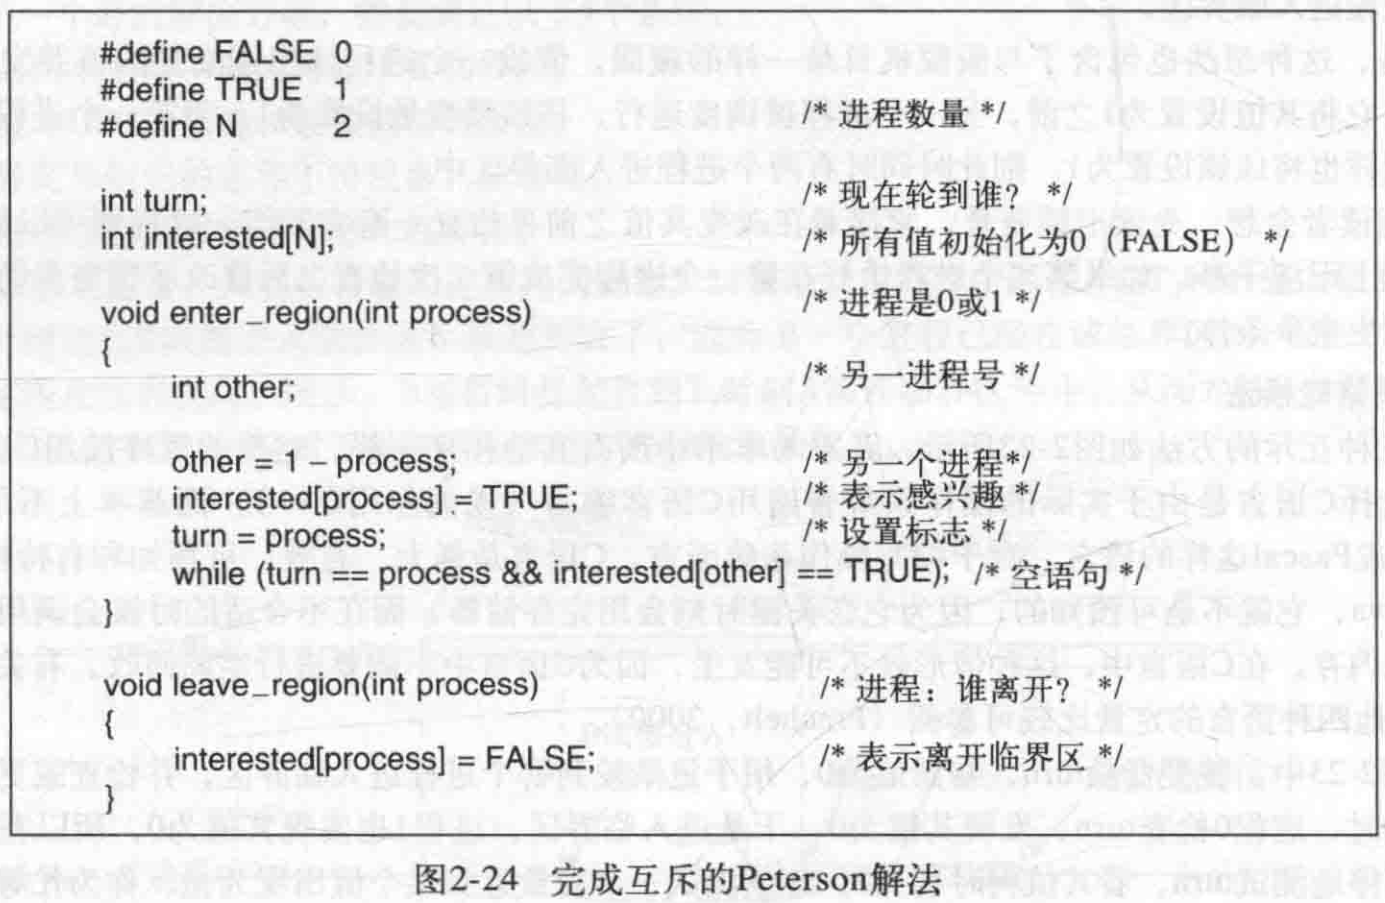 #define FALSE 0
#define TRUE 1
#define N 2 /* 进程数量 */
int turn; /* 现在轮到谁? */
int interested[N]; /* 所有值初始化为0 (FALSE) */
void enter_region(int process) /* 进程是0或1 */
{
int other; /* 另一进程号 */
other = 1 – process; /* 另一个进程*/
interested[process] = TRUE; /* 表示感兴趣 */
turn = process; /* 设置标志 */
while (turn == process && interested[other] == TRUE); /* 空语句 */
}
void leave_region(int process) /* 进程：谁离开? */
{
interested[process] = FALSE; /* 表示离开临界区 */
}
图2-24 完成互斥的Peterson解法